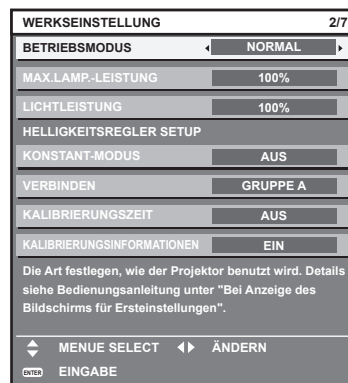 WERKSEINSTELLUNG 2/7
BETRIEBSMODUS NORMAL
MAX.LAMP.-LEISTUNG 100%
LICHTLEISTUNG 100%
HELLIGKEITSREGLER SETUP
KONSTANT-MODUS AUS
VERBINDEN GRUPPE A
KALIBRIERUNGSZEIT AUS
KALIBRIERUNGSINFORMATIONEN EIN
Die Art festlegen, wie der Projektor benutzt wird. Details
siehe Bedienungsanleitung unter "Bei Anzeige des
Bildschirms für Ersteinstellungen".
MENUE SELECT ÄNDERN
ENTER EINGABE